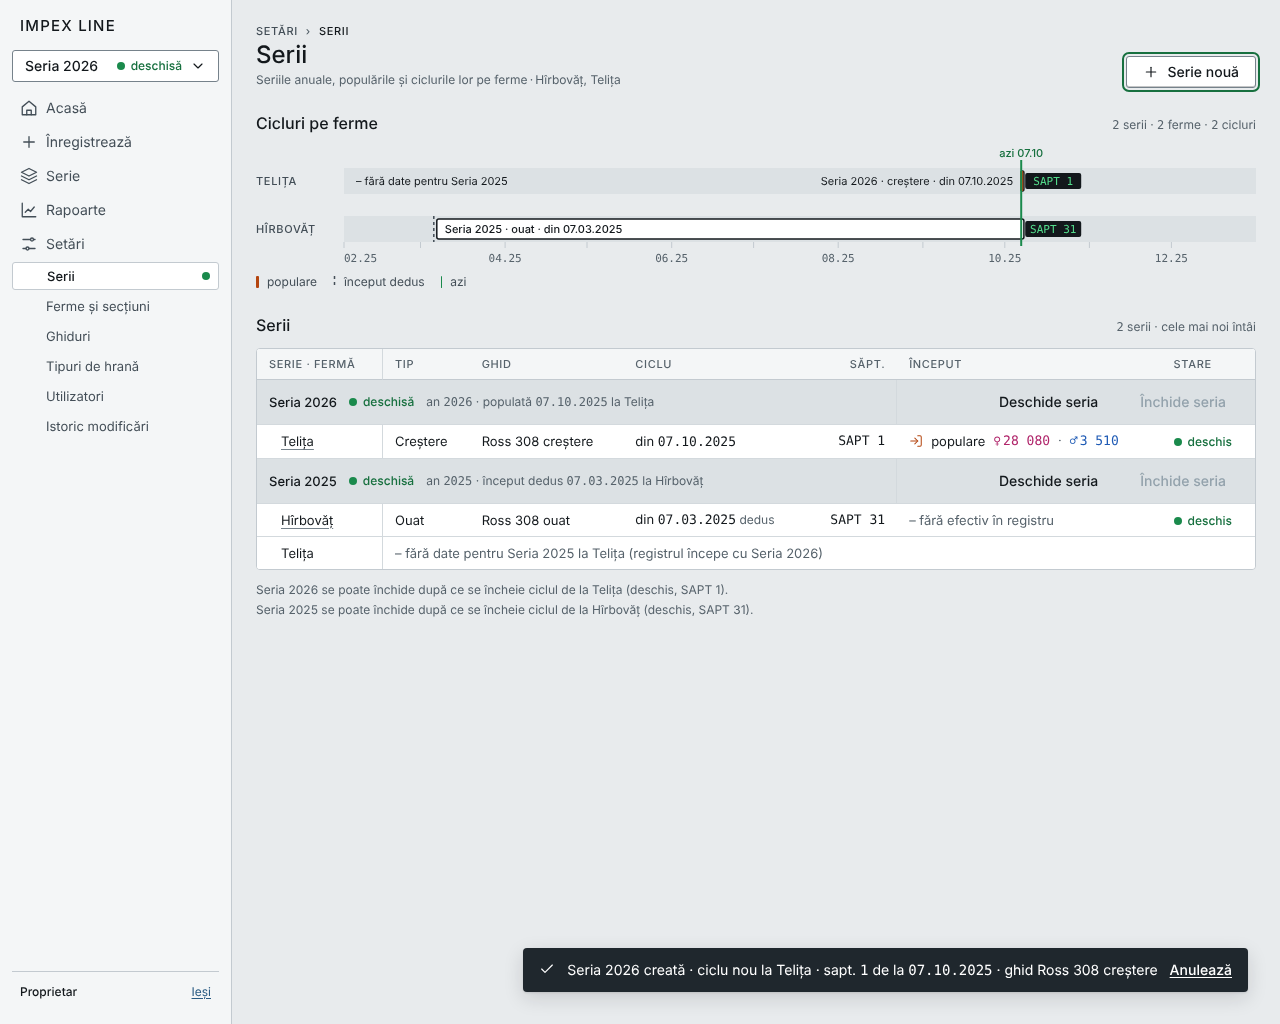 IMPEX LINE
Seria 2026 deschisă
Acasă
Înregistrează
Serie
Rapoarte
Setări
Serii
Ferme și secțiuni
Ghiduri
Tipuri de hrană
Utilizatori
Istoric modificări
Proprietar Ieși
SETĂRI › SERII
Serii
Seriile anuale, populările și ciclurile lor pe ferme · Hîrbovăț, Telița
+ Serie nouă
Cicluri pe ferme
2 serii · 2 ferme · 2 cicluri
azi 07.10
TELIȚA – fără date pentru Seria 2025 Seria 2026 · creștere · din 07.10.2025 SAPT 1
HÎRBOVĂȚ Seria 2025 · ouat · din 07.03.2025 SAPT 31
02.25 04.25 06.25 08.25 10.25 12.25
populare început dedus azi
Serii
2 serii · cele mai noi întâi
SERIE · FERMĂ TIP GHID CICLU SĂPT. ÎNCEPUT STARE
Seria 2026 deschisă an 2026 · populată 07.10.2025 la Telița Deschide seria Închide seria
Telița Creștere Ross 308 creștere din 07.10.2025 SAPT 1 populare ♀28 080 · ♂3 510 deschis
Seria 2025 deschisă an 2025 · început dedus 07.03.2025 la Hîrbovăț Deschide seria Închide seria
Hîrbovăț Ouat Ross 308 ouat din 07.03.2025 dedus SAPT 31 – fără efectiv în registru deschis
Telița – fără date pentru Seria 2025 la Telița (registrul începe cu Seria 2026)
Seria 2026 se poate închide după ce se încheie ciclul de la Telița (deschis, SAPT 1).
Seria 2025 se poate închide după ce se încheie ciclul de la Hîrbovăț (deschis, SAPT 31).
Seria 2026 creată · ciclu nou la Telița · sapt. 1 de la 07.10.2025 · ghid Ross 308 creștere Anulează